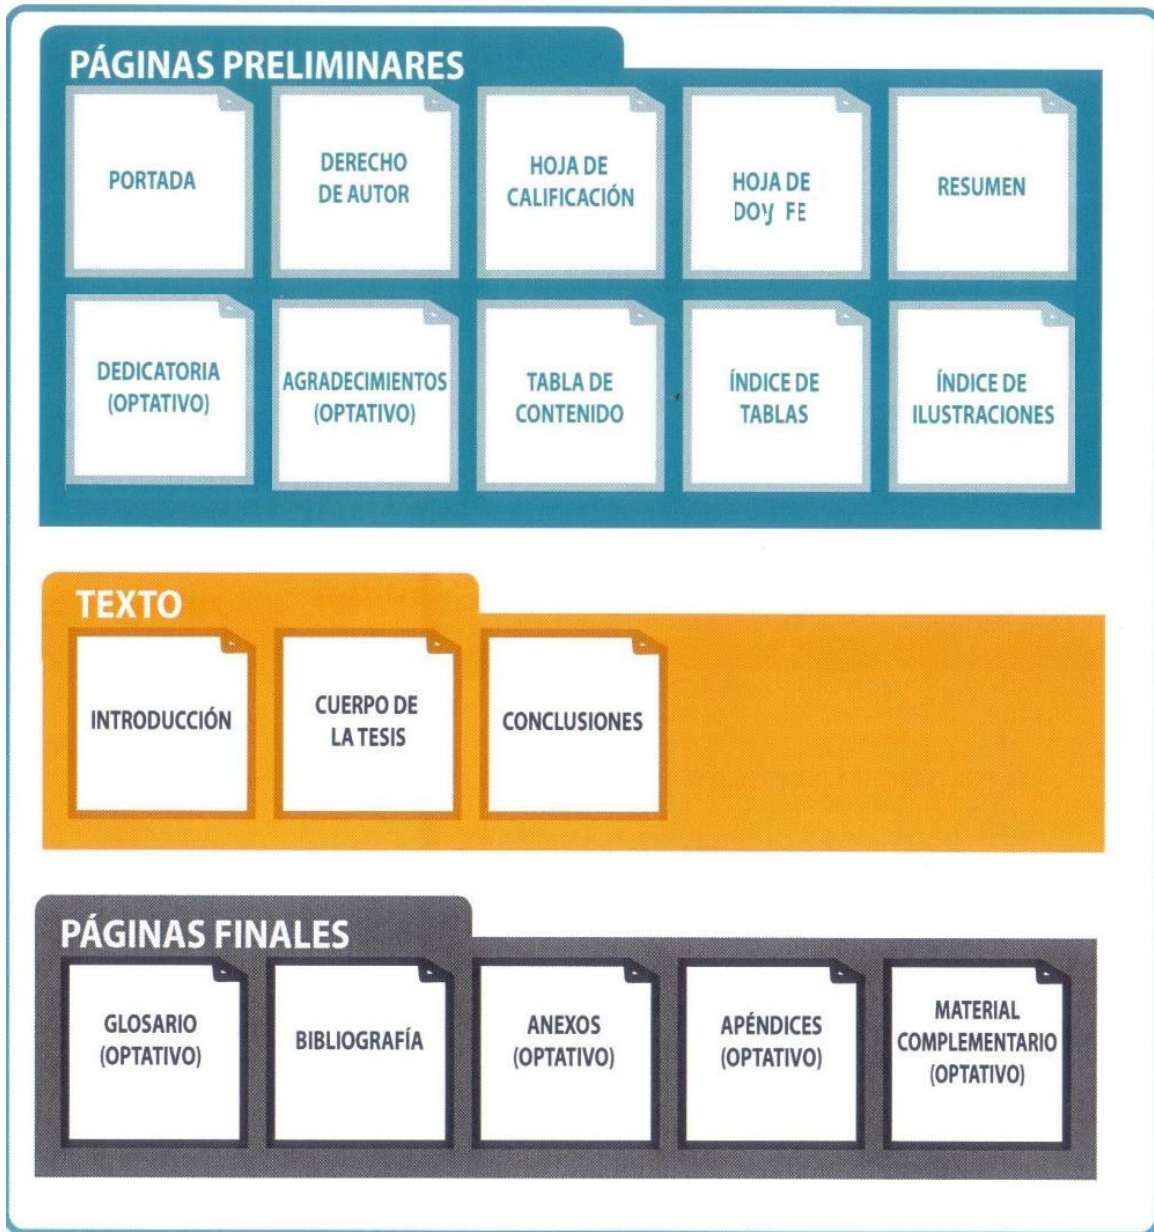 PÁGINAS PRELIMINARES
PORTADA
DERECHO
DE AUTOR
HOJA DE
CALIFICACIÓN
HOJA DE
DOy FE
RESUMEN
DEDICATORIA
(OPTATIVO)
AGRADECIMIENTOS
(OPTATIVO)
TABLA DE
CONTENIDO
ÍNDICE DE
TABLAS
ÍNDICE DE
ILUSTRACIONES
TEXTO
INTRODUCCIÓN
CUERPO DE
LA TESIS
CONCLUSIONES
PÁGINAS FINALES
GLOSARIO
(OPTATIVO)
BIBLIOGRAFÍA
ANEXOS
(OPTATIVO)
APÉNDICES
(OPTATIVO)
MATERIAL
COMPLEMENTARIO
(OPTATIVO)